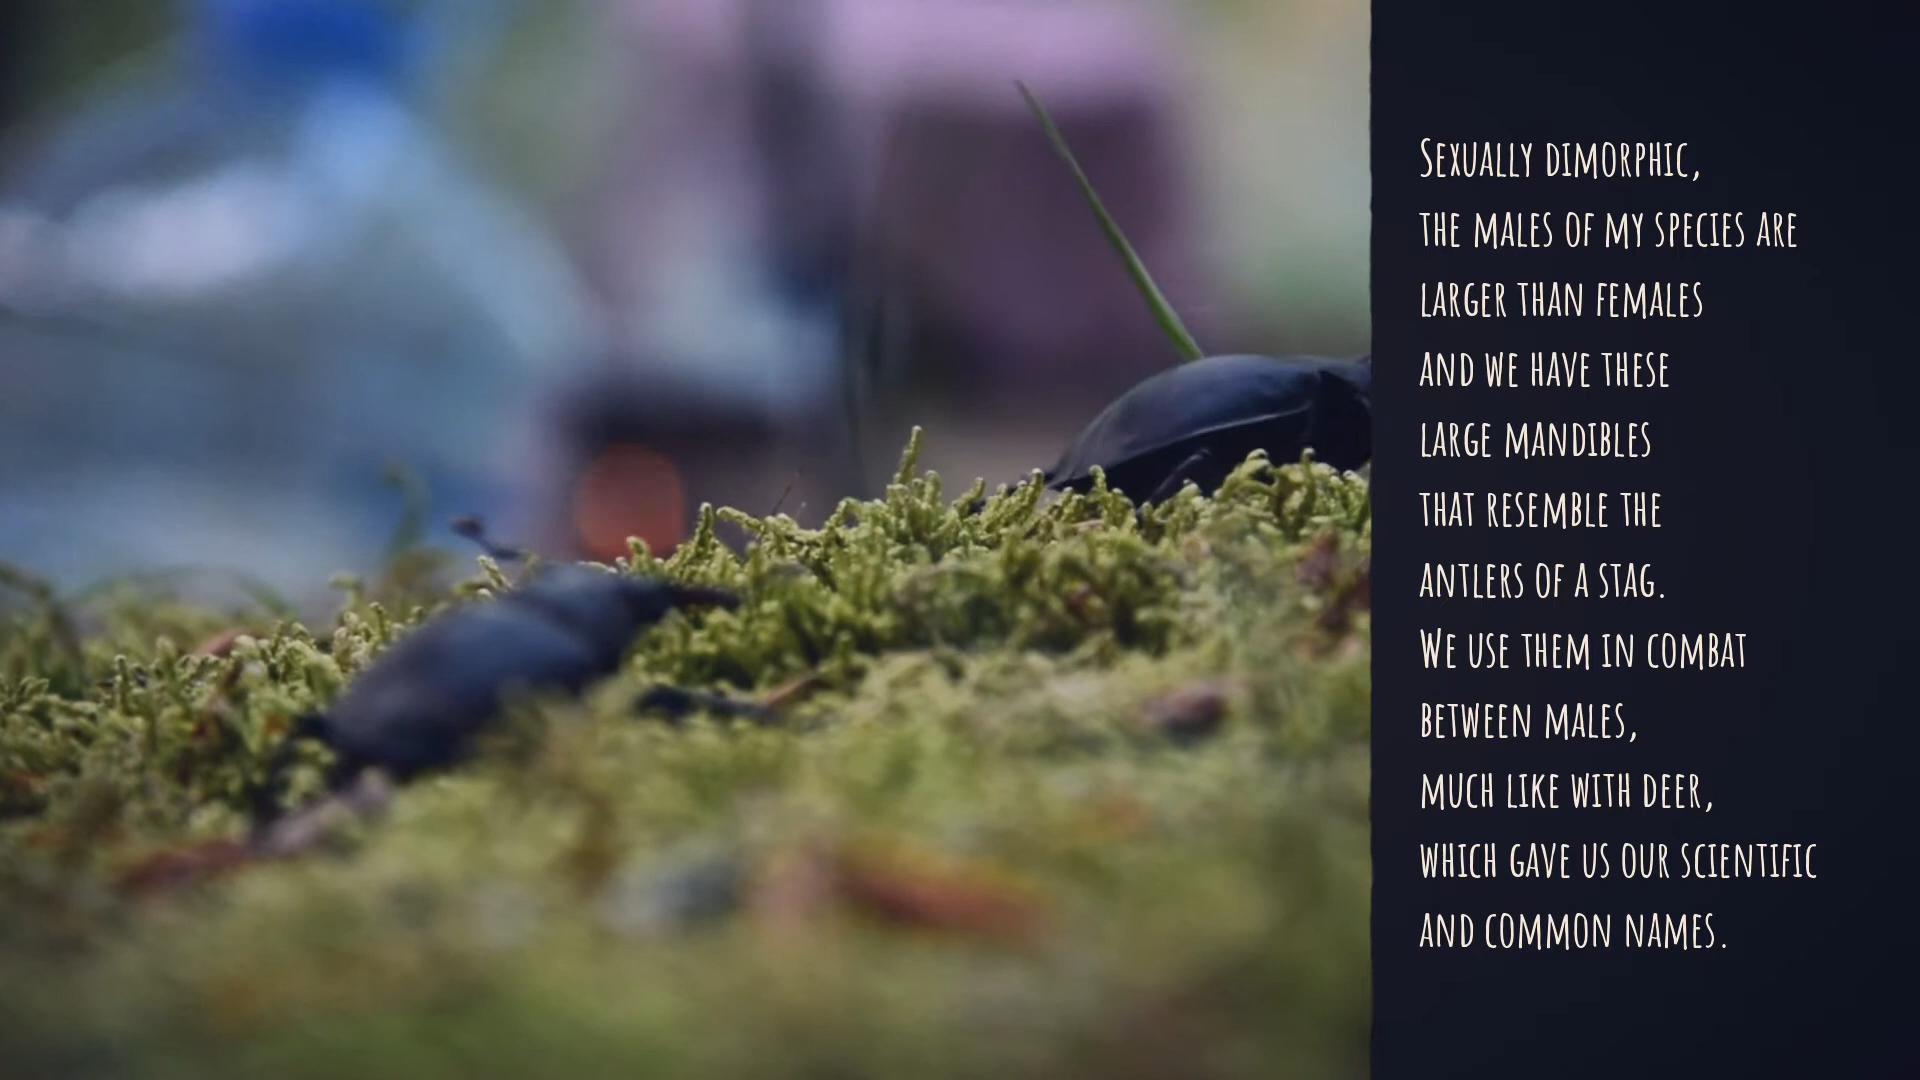 Sexually dimorphic,
the males of my species are
larger than females
and we have these
large mandibles
that resemble the
antlers of a stag.
We use them in combat
between males,
much like with deer,
which gave us our scientific
and common names.